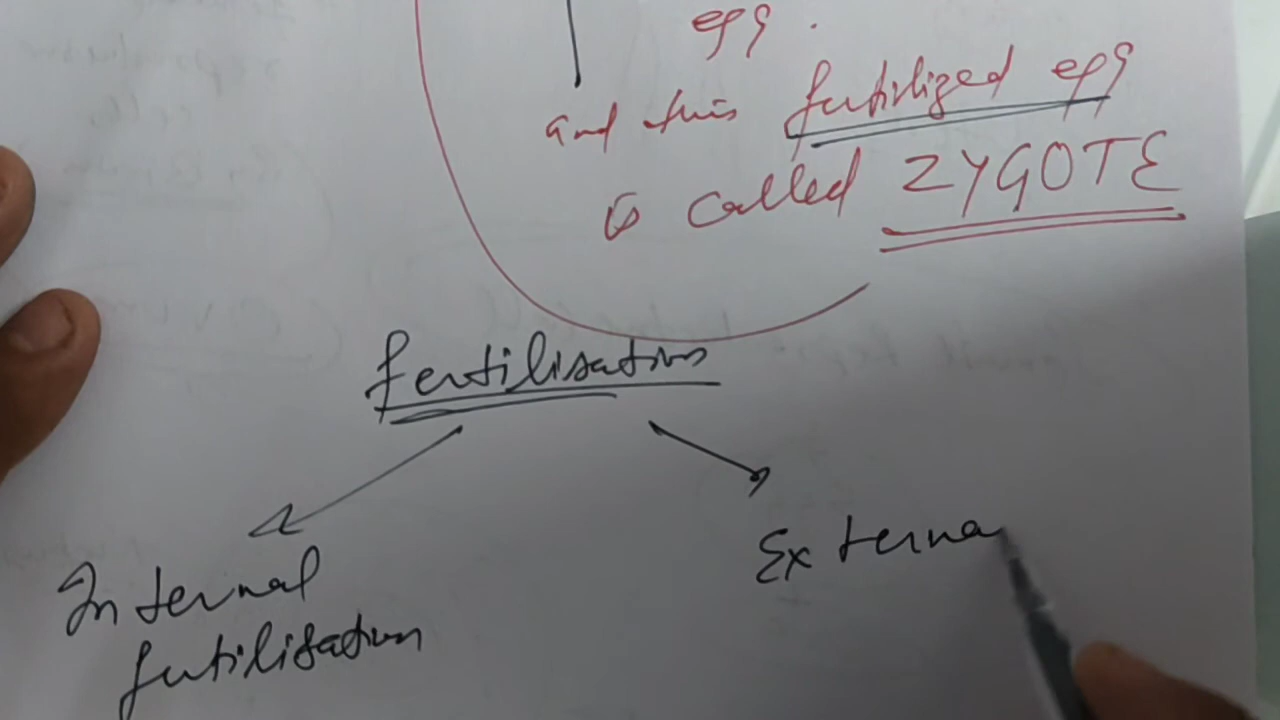 egg.
and this fertilized egg
is called ZYGOTE
fertilisation
Internal
fertilisation
Externa